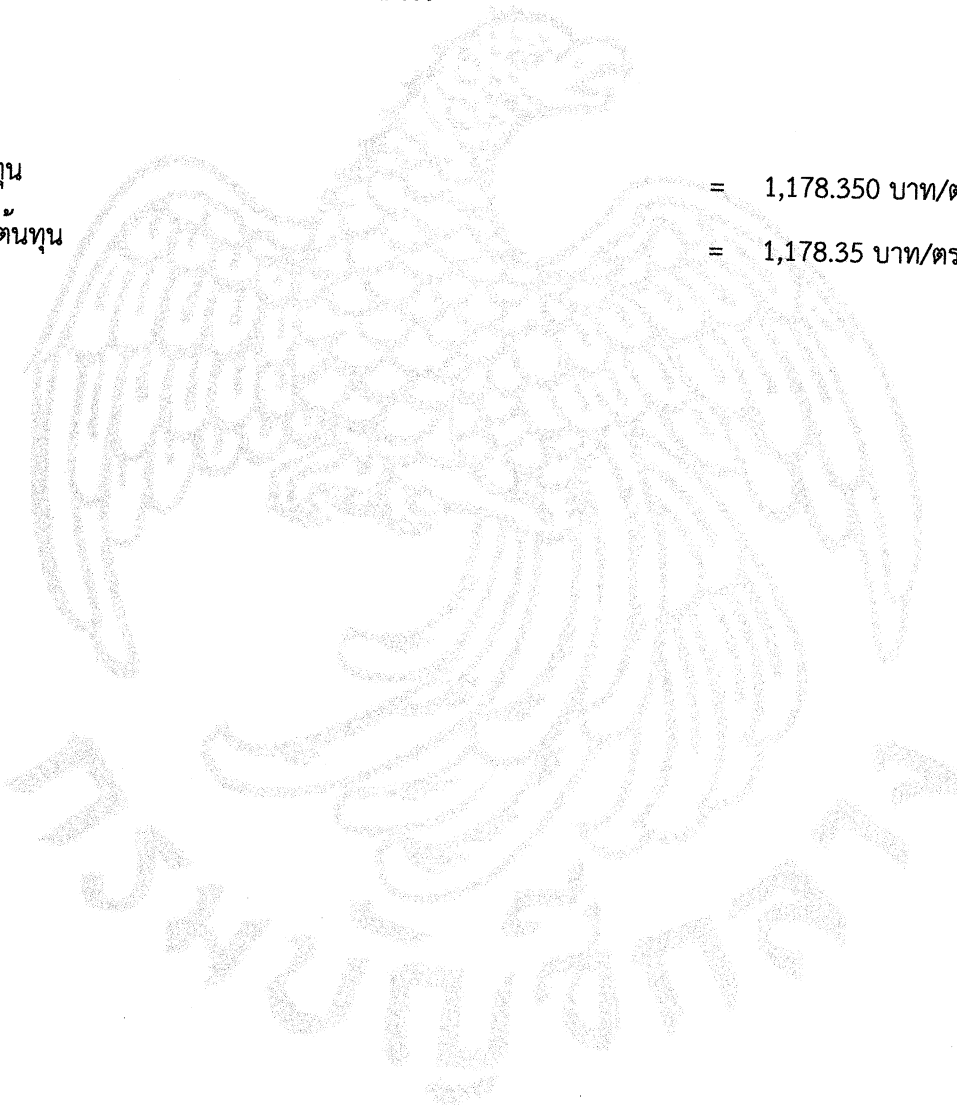 ทุน = 1,178.350 บาท/ต
ต้นทุน = 1,178.35 บาท/ตร
กรมบัญชีกลาง